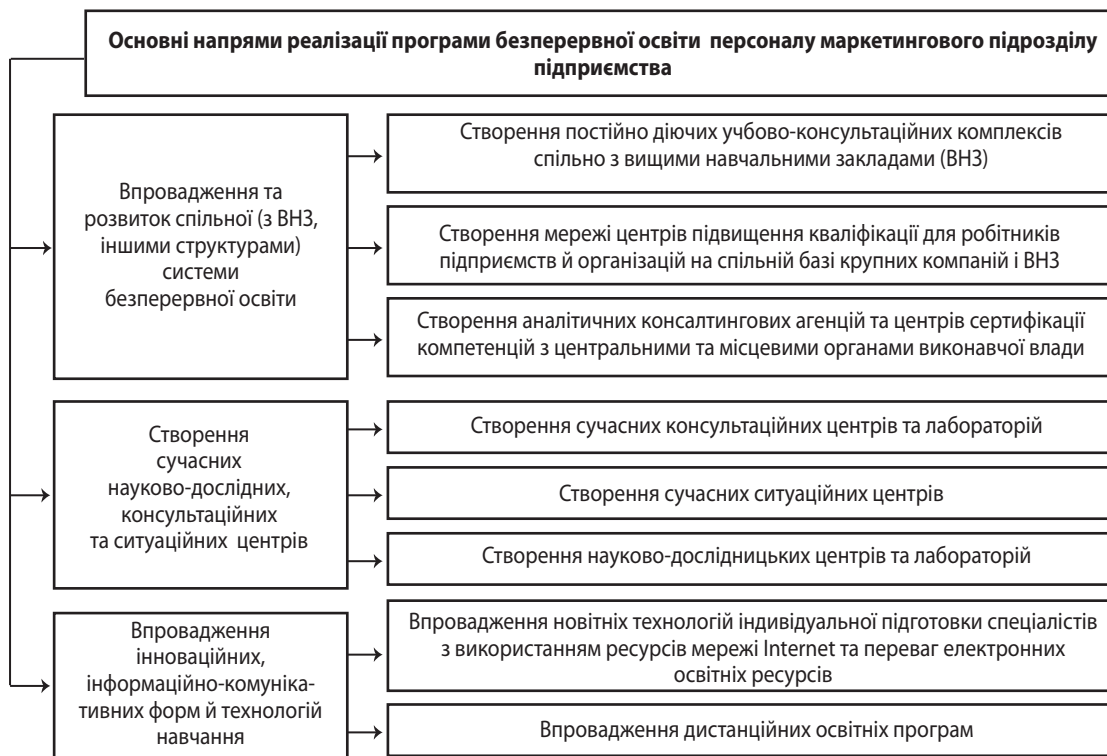 Основні напрями реалізації програми безперервної освіти персоналу маркетингового підрозділу
підприємства
Впровадження та
розвиток спільної (з ВНЗ,
іншими структурами)
системи
безперервної освіти
Створення постійно діючих учбово-консультаційних комплексів
спільно з вищими навчальними закладами (ВНЗ)
Створення мережі центрів підвищення кваліфікації для робітників
підприємств й організацій на спільній базі крупних компаній і ВНЗ
Створення аналітичних консалтингових агенцій та центрів сертифікації
компетенцій з центральними та місцевими органами виконавчої влади
Створення
сучасних
науково-дослідних,
консультаційних
та ситуаційних центрів
Створення сучасних консультаційних центрів та лабораторій
Створення сучасних ситуаційних центрів
Створення науково-дослідницьких центрів та лабораторій
Впровадження
інноваційних,
інформаційно-комуніка-
тивних форм й технологій
навчання
Впровадження новітніх технологій індивідуальної підготовки спеціалістів
з використанням ресурсів мережі Internet та переваг електронних
освітніх ресурсів
Впровадження дистанційних освітніх програм